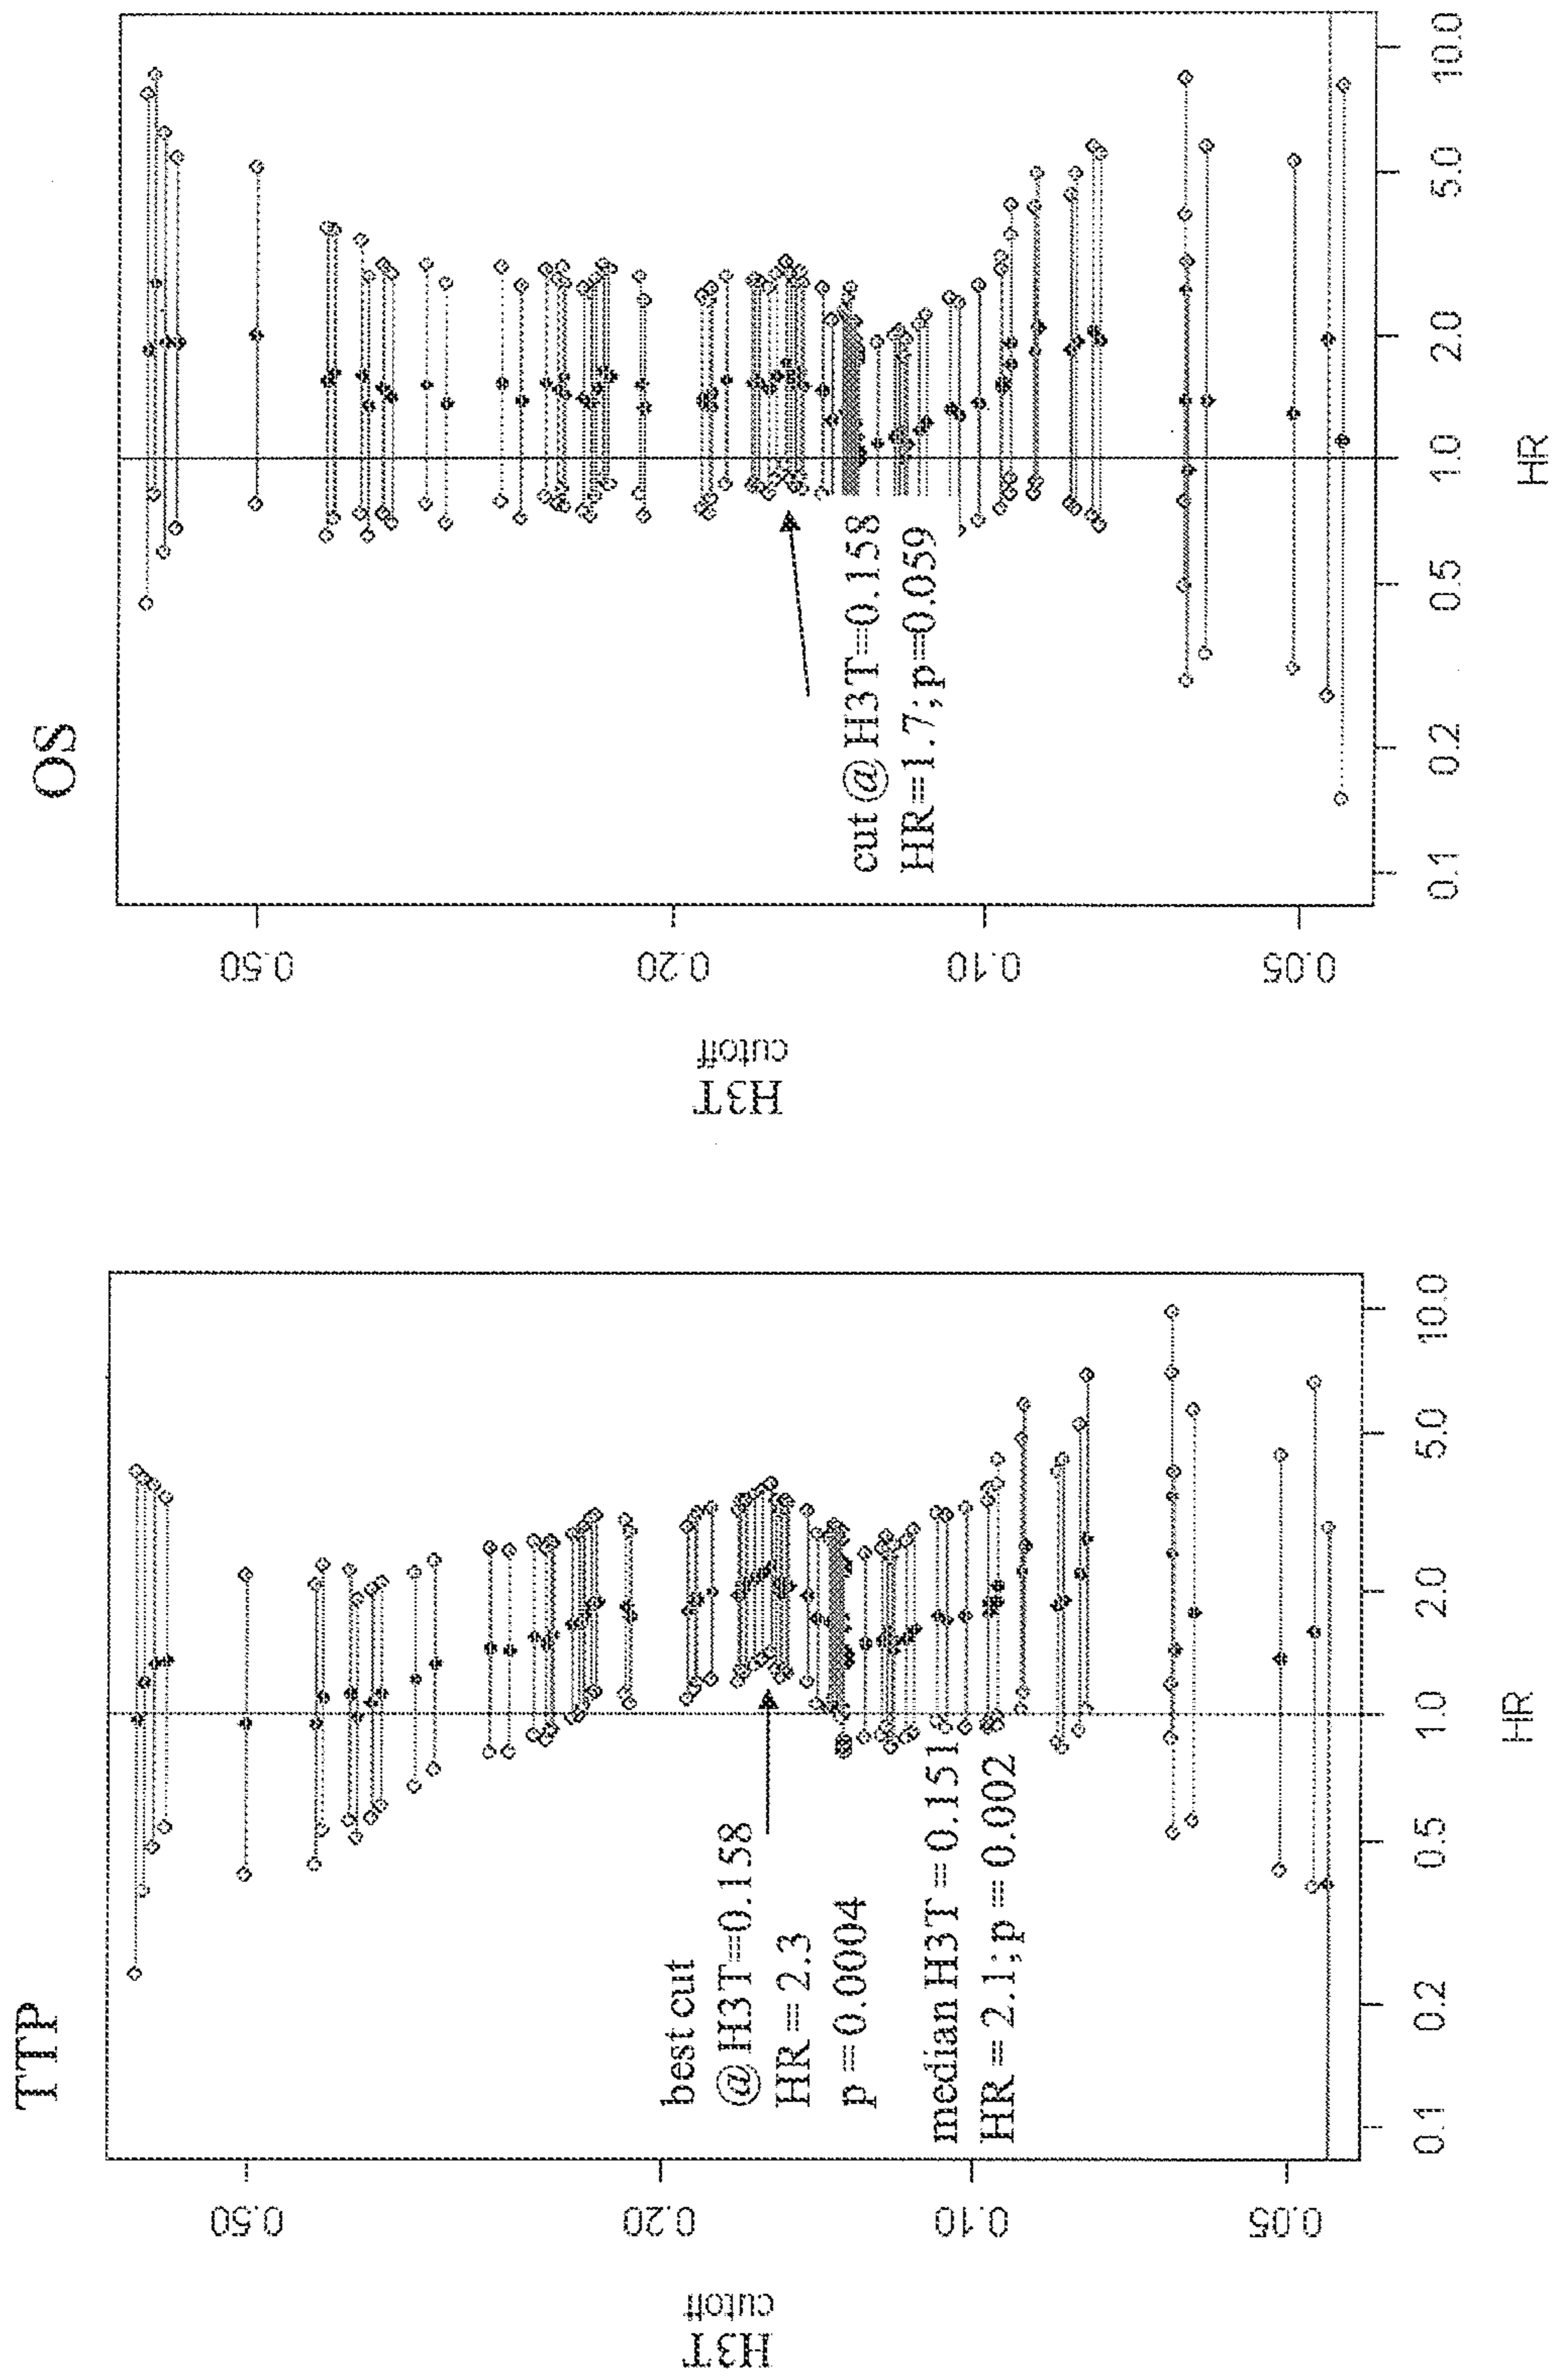 TTP
H3T
cutoff
0.50
0.20
0.10
0.05
best cut
@ H3T=0.158
HR = 2.3
p = 0.0004
median H3T = 0.151
HR = 2.1; p = 0.002
0.1
0.2
0.5
1.0
2.0
5.0
10.0
HR
OS
H3T
cutoff
0.50
0.20
0.10
0.05
cut @ H3T=0.158
HR=1.7; p=0.059
0.1
0.2
0.5
1.0
2.0
5.0
10.0
HR